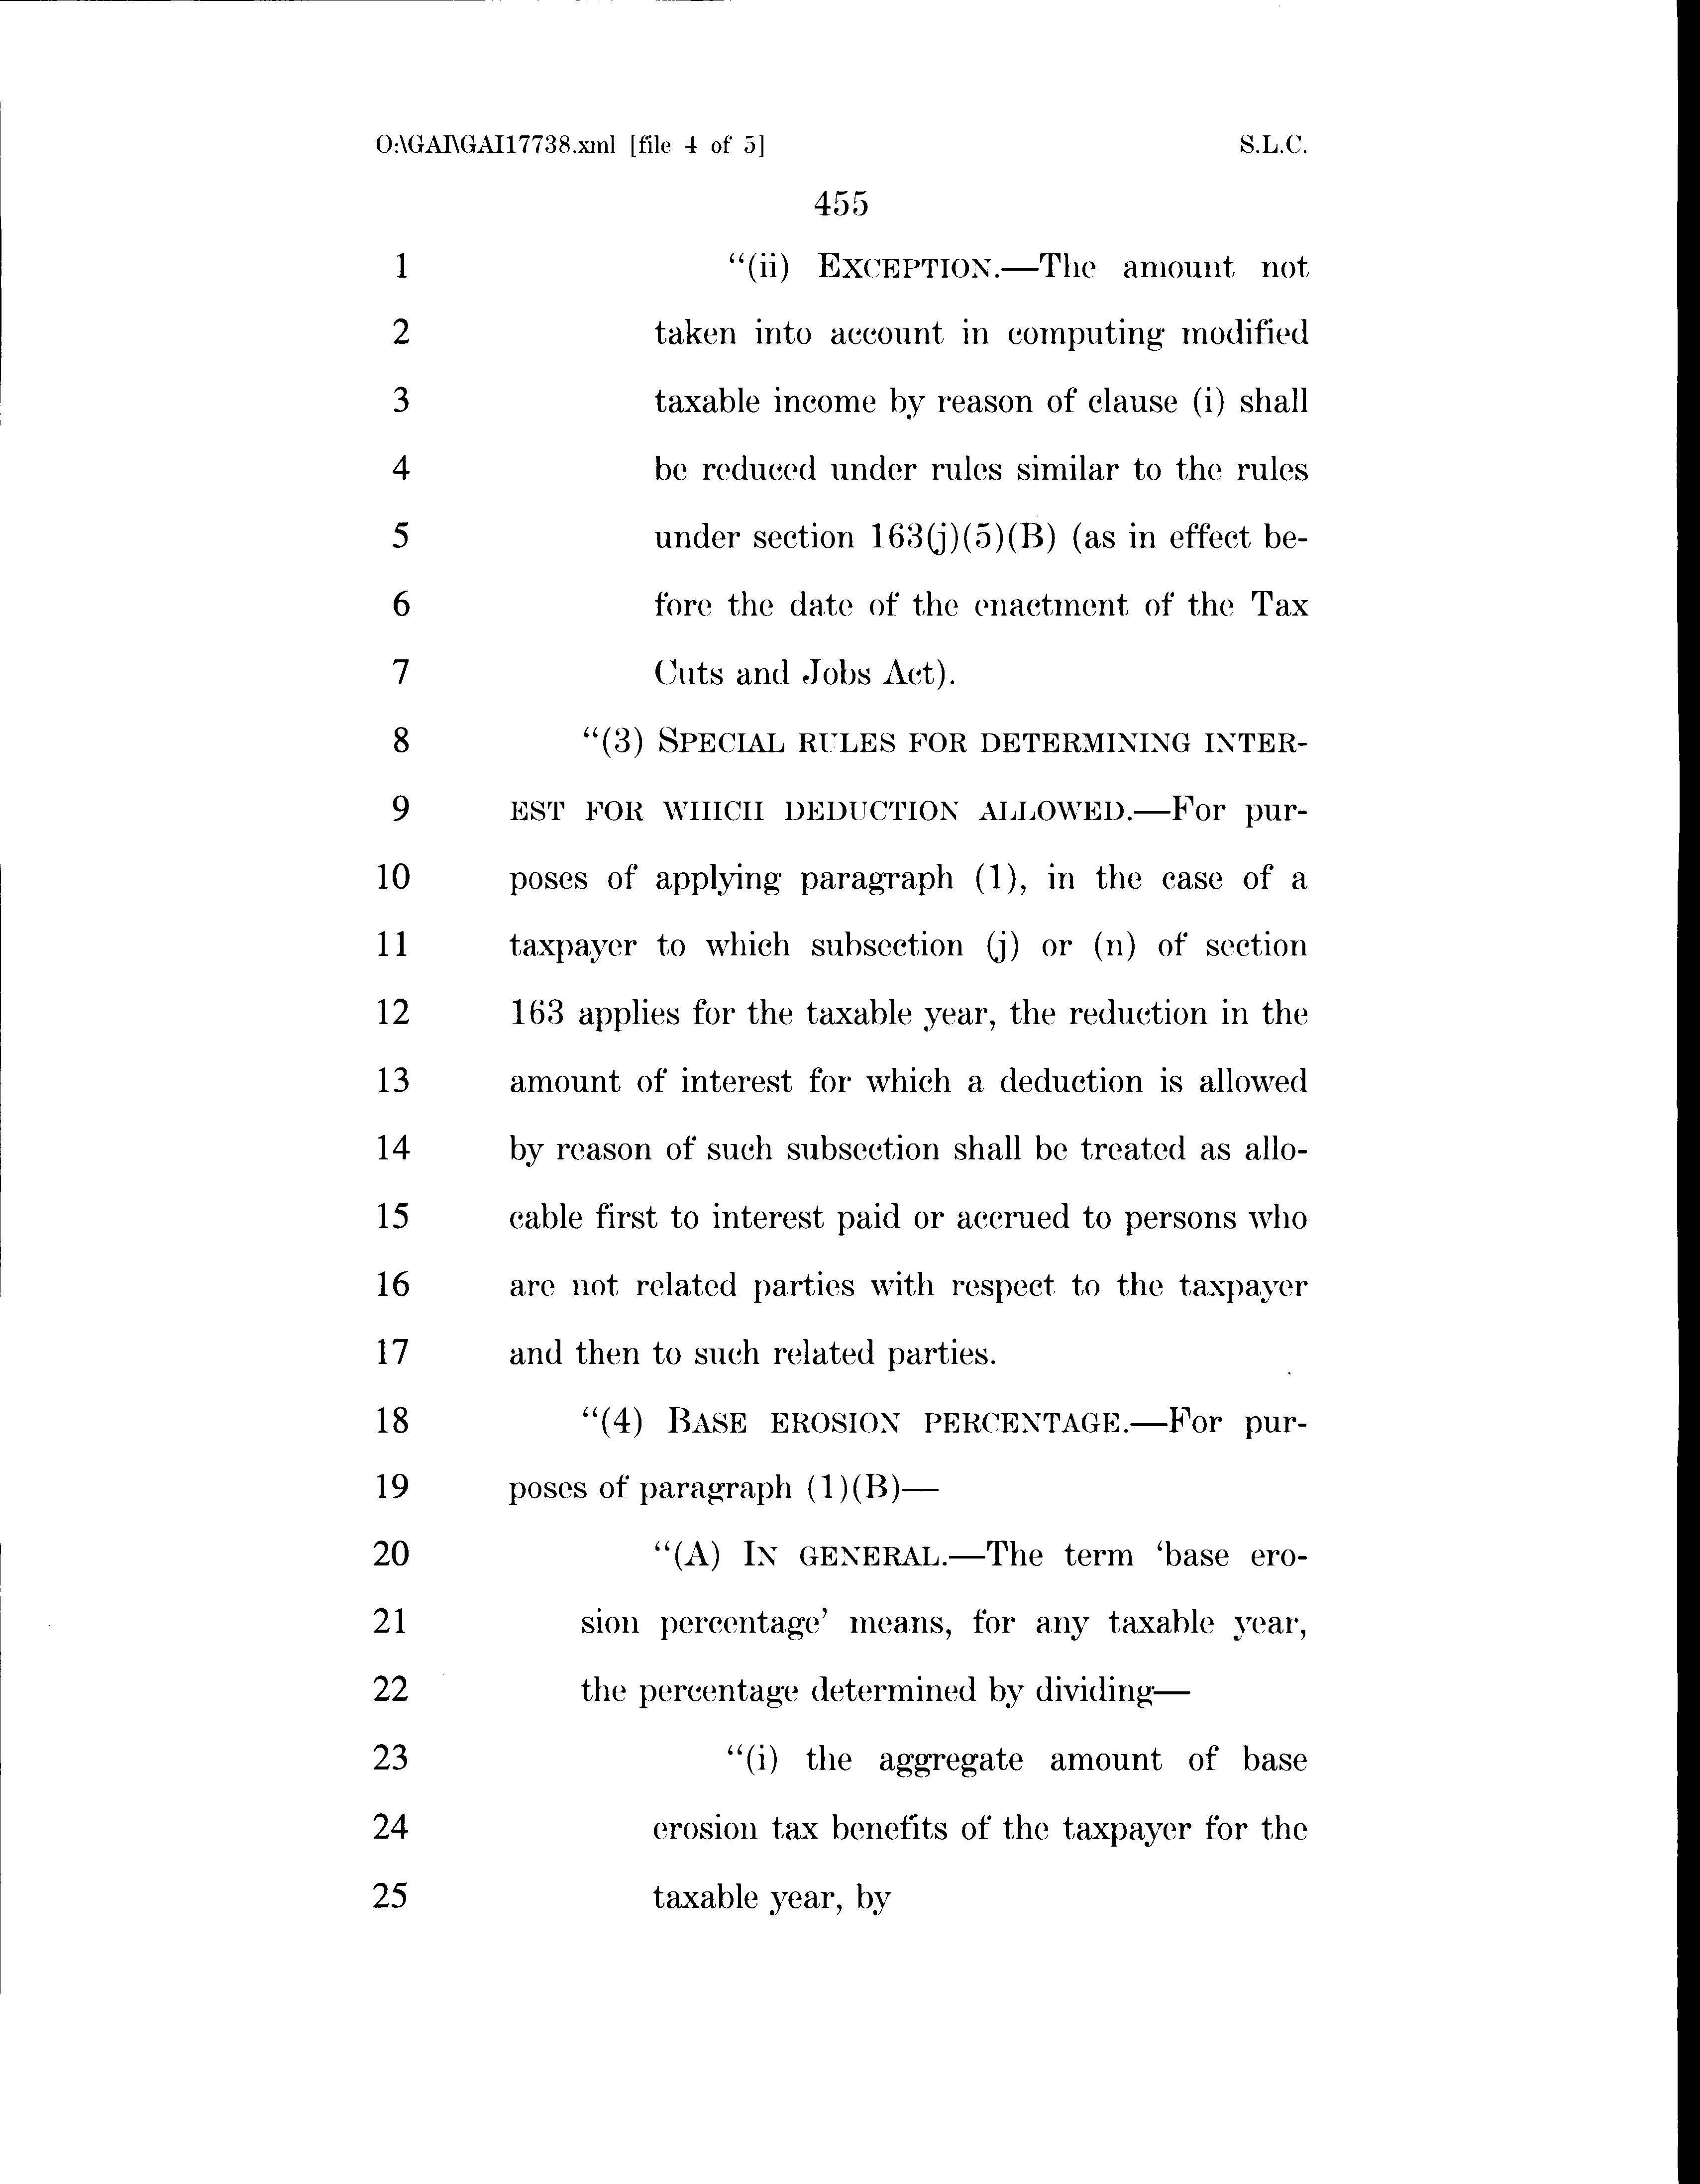 O:\GAI\GAI17738.xml [file 4 of 5] S.L.C.
455
1 “(ii) EXCEPTION.—The amount not
2 taken into account in computing modified
3 taxable income by reason of clause (i) shall
4 be reduced under rules similar to the rules
5 under section 163(j)(5)(B) (as in effect be-
6 fore the date of the enactment of the Tax
7 Cuts and Jobs Act).
8 “(3) SPECIAL RULES FOR DETERMINING INTER-
9 EST FOR WHICH DEDUCTION ALLOWED.—For pur-
10 poses of applying paragraph (1), in the case of a
11 taxpayer to which subsection (j) or (n) of section
12 163 applies for the taxable year, the reduction in the
13 amount of interest for which a deduction is allowed
14 by reason of such subsection shall be treated as allo-
15 cable first to interest paid or accrued to persons who
16 are not related parties with respect to the taxpayer
17 and then to such related parties.
18 “(4) BASE EROSION PERCENTAGE.—For pur-
19 poses of paragraph (1)(B)—
20 “(A) IN GENERAL.—The term ‘base ero-
21 sion percentage’ means, for any taxable year,
22 the percentage determined by dividing—
23 “(i) the aggregate amount of base
24 erosion tax benefits of the taxpayer for the
25 taxable year, by